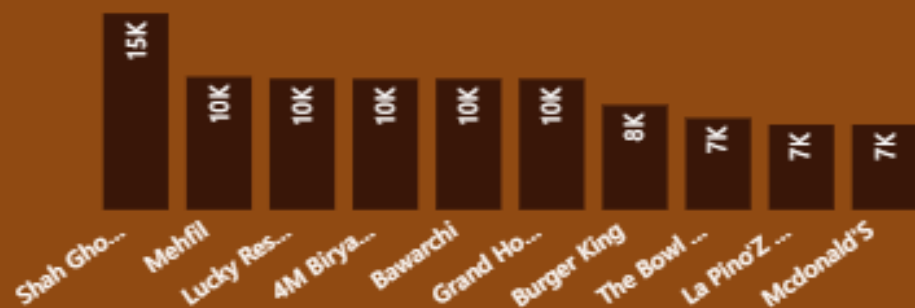 15K
10K
10K
10K
10K
10K
8K
7K
7K
7K
Shah Gho...
Mehfil
Lucky Res...
4M Birya...
Bawarchi
Grand Ho...
Burger King
The Bowl ...
La Pino'Z ...
Mcdonald'S